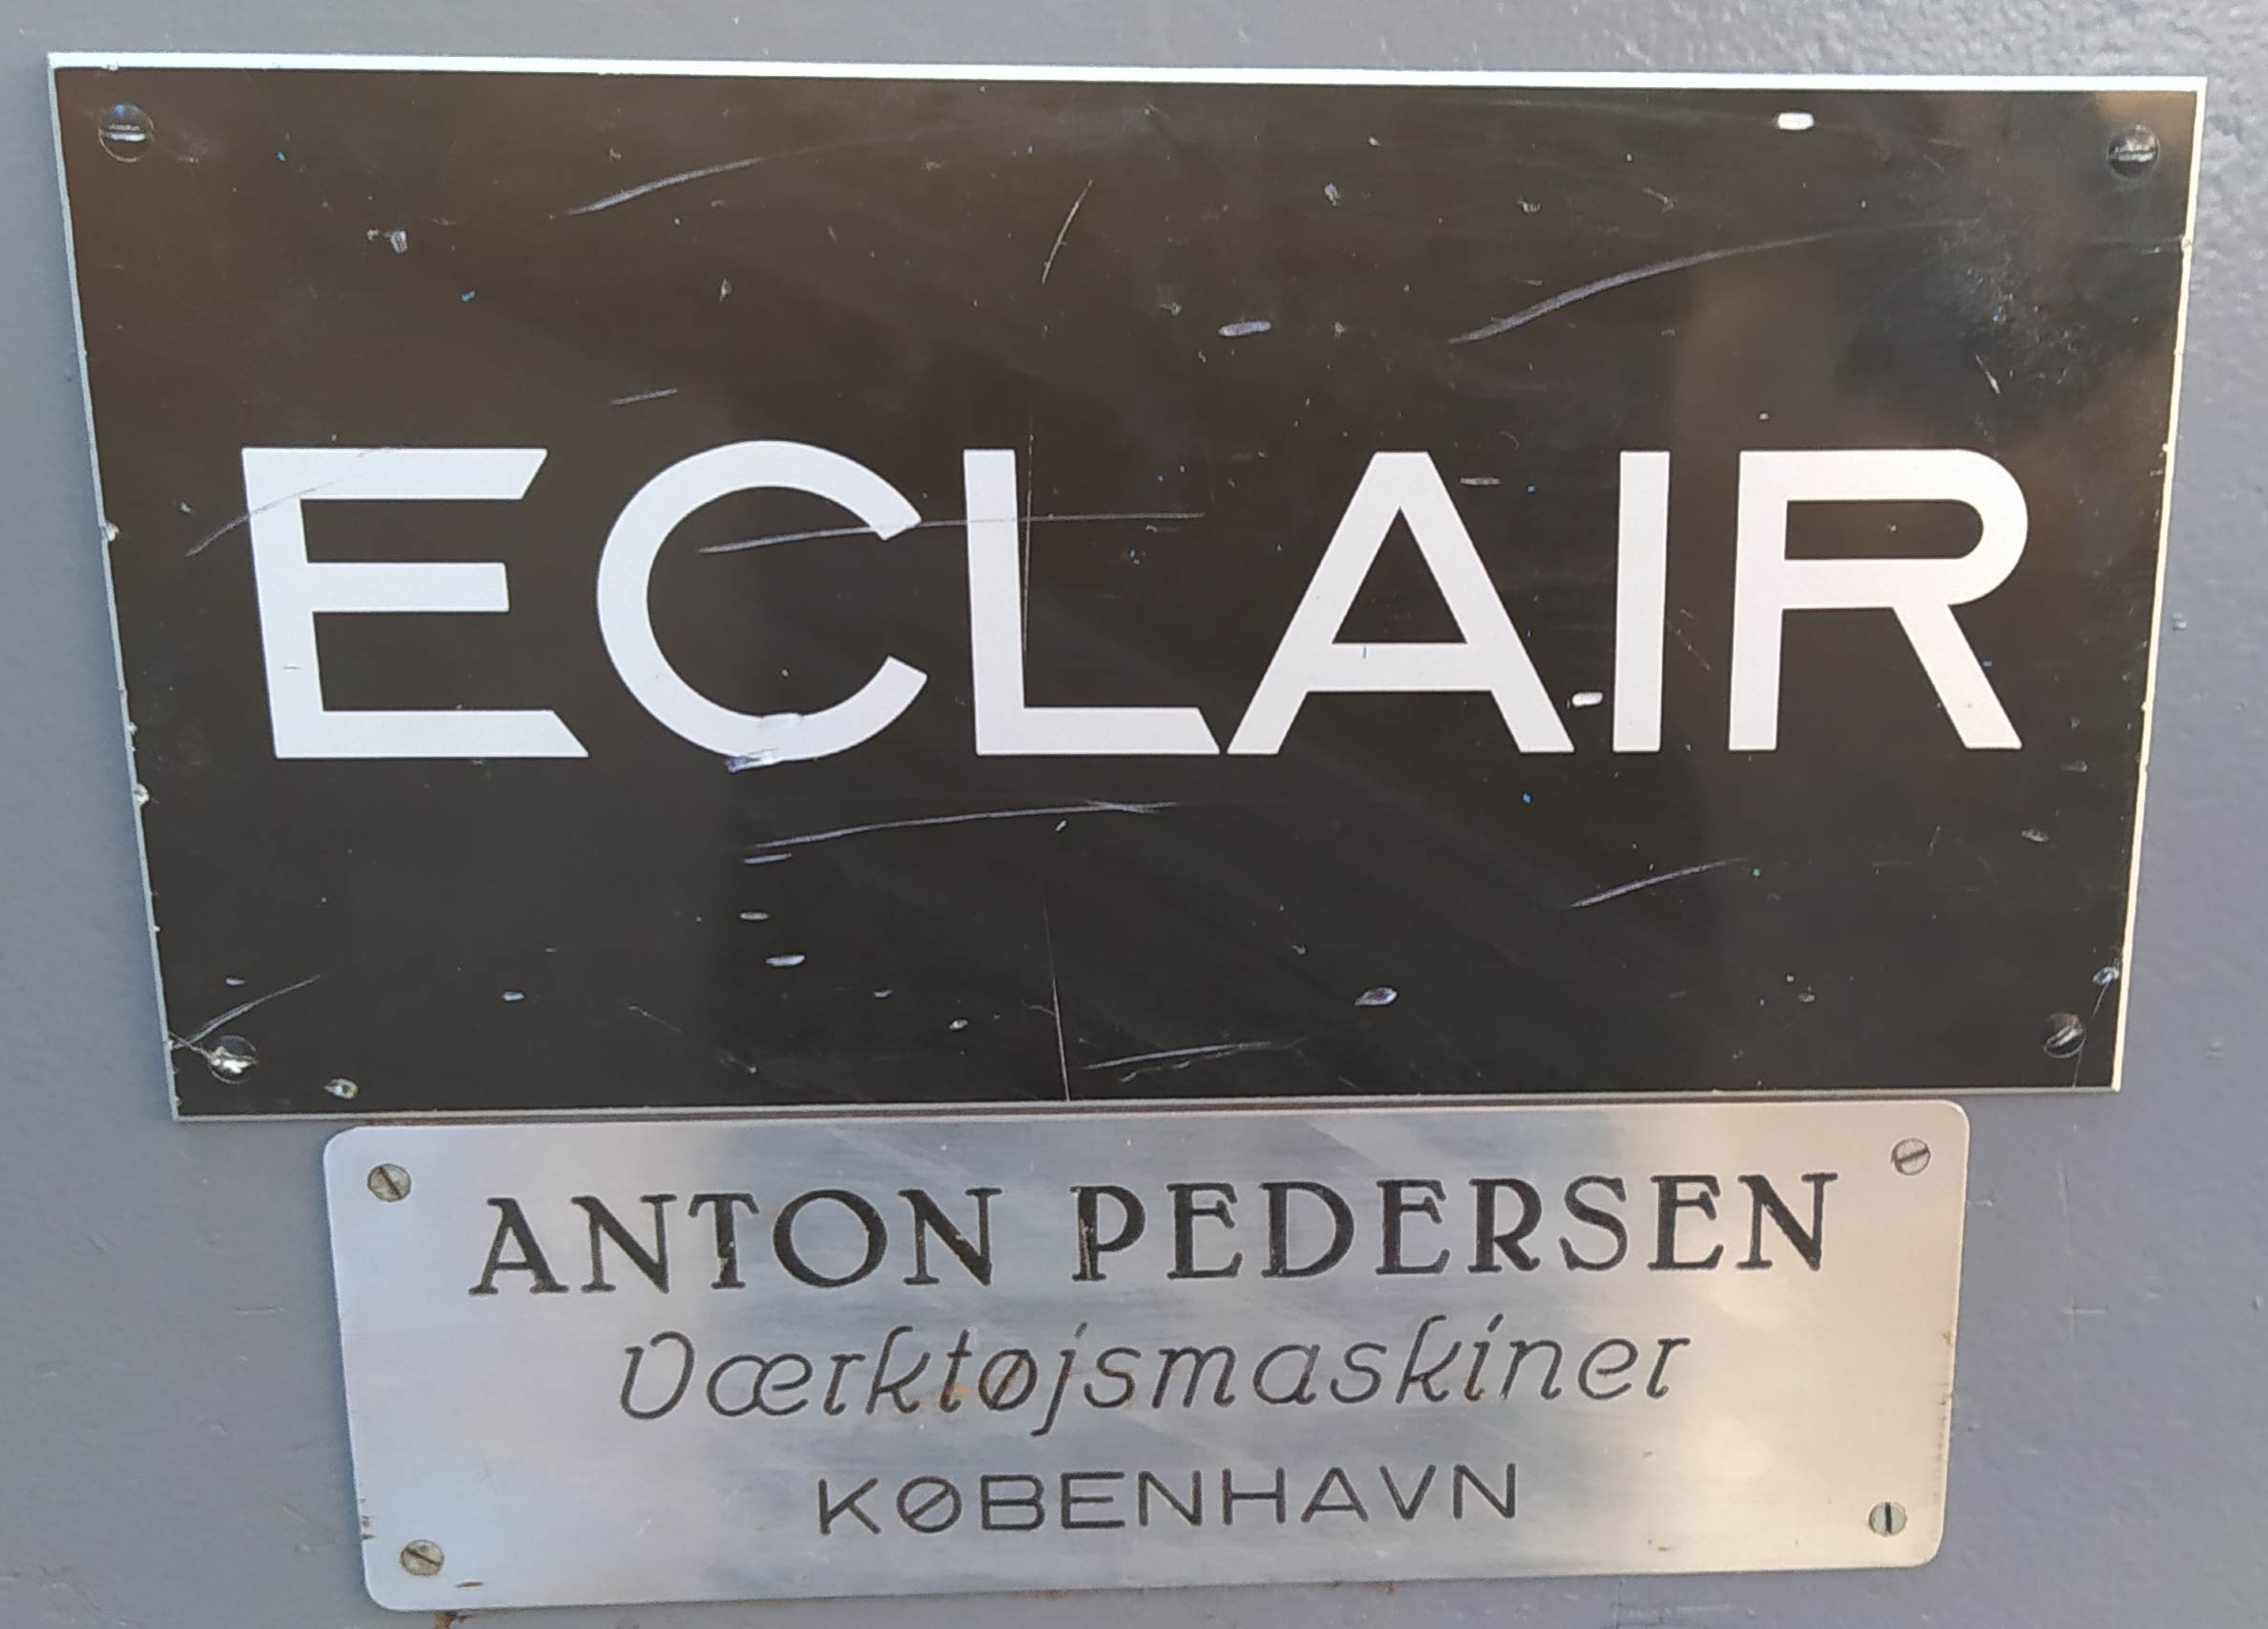 ECLAIR
ANTON PEDERSEN
Værktøjsmaskiner
KØBENHAVN